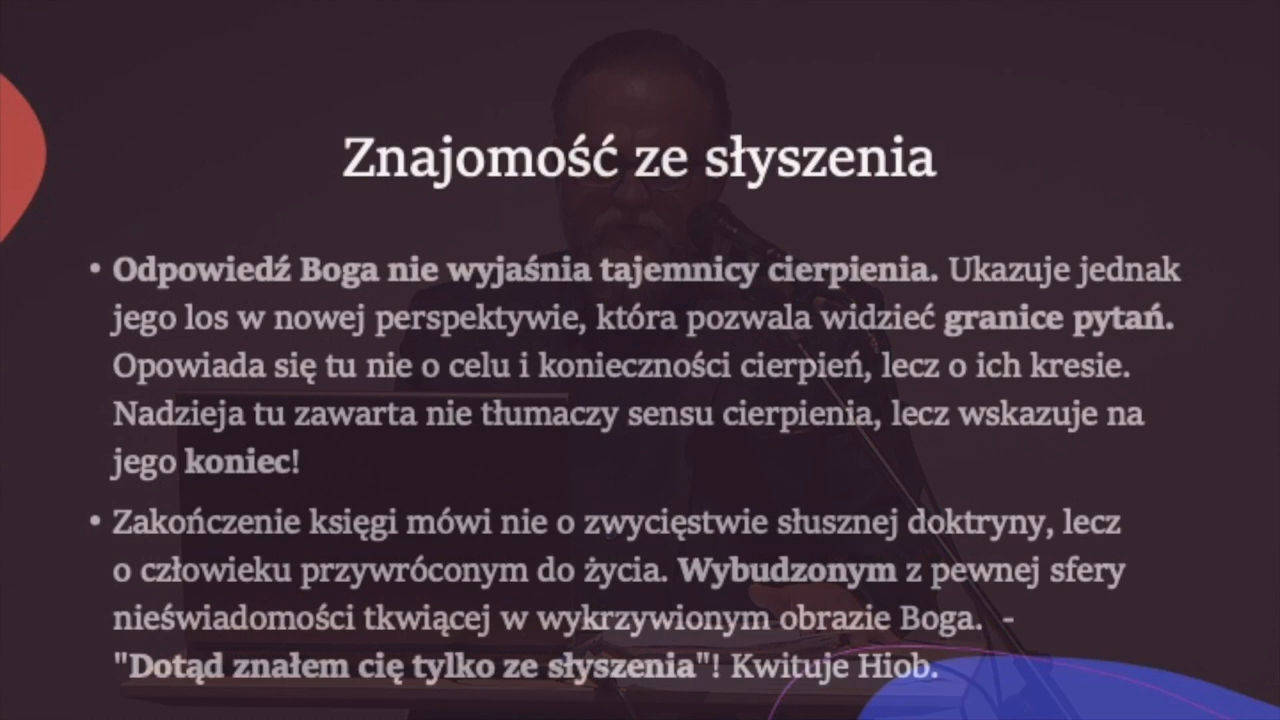 Znajomość ze słyszenia
• Odpowiedź Boga nie wyjaśnia tajemnicy cierpienia. Ukazuje jednak
jego los w nowej perspektywie, która pozwala widzieć granice pytań.
Opowiada się tu nie o celu i konieczności cierpień, lecz o ich kresie.
Nadzieja tu zawarta nie tłumaczy sensu cierpienia, lecz wskazuje na
jego koniec!
• Zakończenie księgi mówi nie o zwycięstwie słusznej doktryny, lecz
o człowieku przywróconym do życia. Wybudzonym z pewnej sfery
nieświadomości tkwiącej w wykrzywionym obrazie Boga. -
"Dotąd znałem cię tylko ze słyszenia"! Kwituje Hiob.